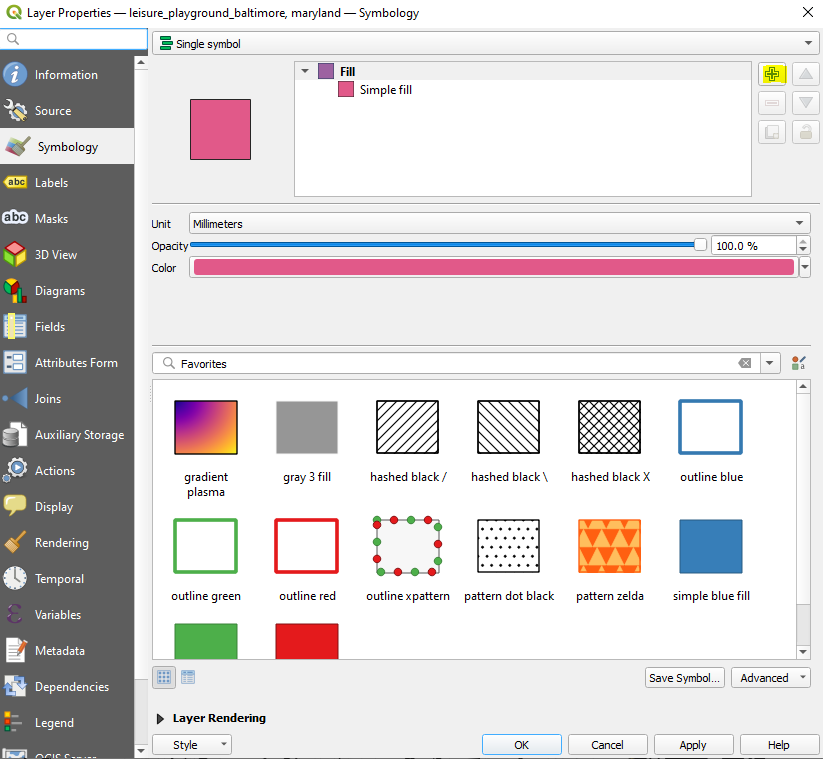 Layer Properties — leisure_playground_baltimore, maryland — Symbology
Single symbol
Information
Source
Symbology
Labels
abc
Masks
abc
3D View
Diagrams
Fields
Attributes Form
Joins
Auxiliary Storage
Actions
Display
Rendering
Temporal
Variables
Metadata
Dependencies
Legend
QGIS Server
Fill
Simple fill
Unit
Millimeters
Opacity
100.0 %
Color
Favorites
gradient plasma
gray 3 fill
hashed black /
hashed black \
hashed black X
outline blue
outline green
outline red
outline xpattern
pattern dot black
pattern zelda
simple blue fill
Save Symbol...
Advanced
Layer Rendering
Style
OK
Cancel
Apply
Help